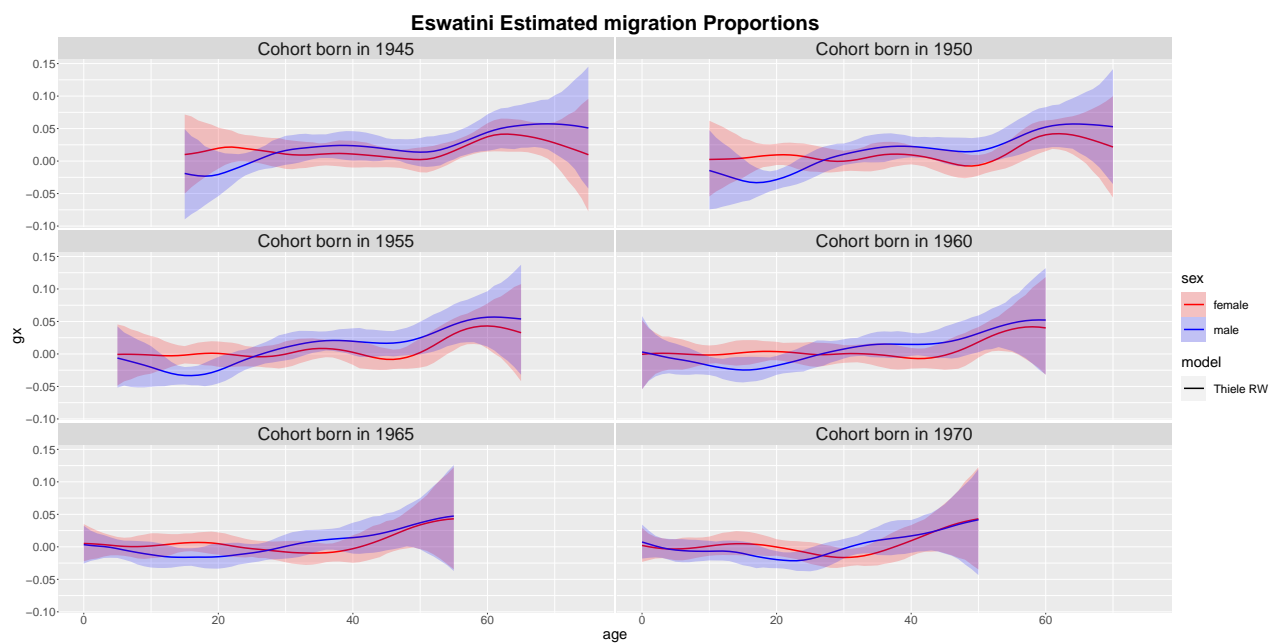 Eswatini Estimated migration Proportions
Cohort born in 1945
Cohort born in 1950
0.15
0.10
0.05
0.00
−0.05
−0.10
Cohort born in 1955
Cohort born in 1960
0.15
0.10
0.05
0.00
−0.05
−0.10
Cohort born in 1965
Cohort born in 1970
0.15
0.10
0.05
0.00
−0.05
−0.10
0 20 40 60
0 20 40 60
age
gx
sex
female
male
model
Thiele RW